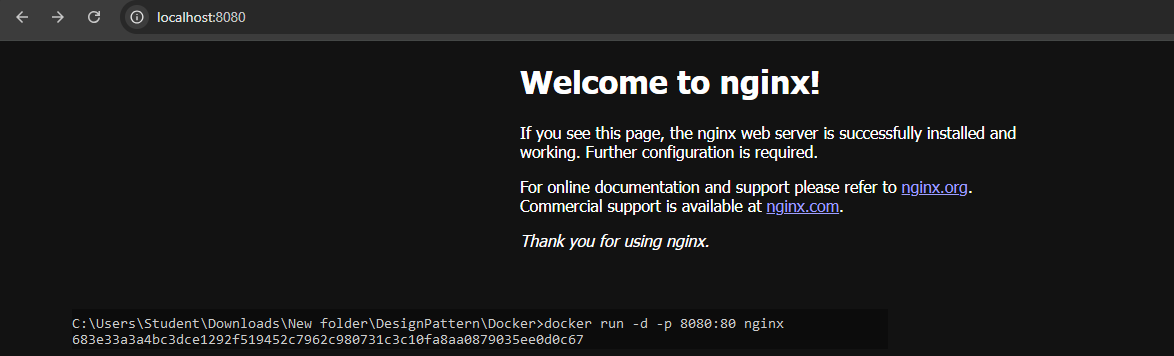 localhost:8080
Welcome to nginx!
If you see this page, the nginx web server is successfully installed and
working. Further configuration is required.
For online documentation and support please refer to nginx.org.
Commercial support is available at nginx.com.
Thank you for using nginx.
C:\Users\Student\Downloads\New folder\DesignPattern\Docker>docker run -d -p 8080:80 nginx
683e33a3a4bc3dce1292f519452c7962c980731c3c10fa8aa0879035ee0d0c67